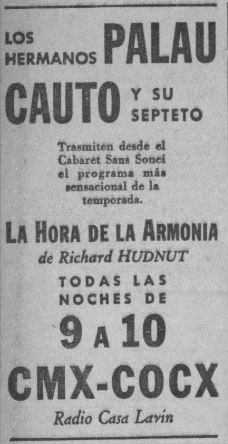 LOS
HERMANOS PALAU
CAUTO Y SU
SEPTETO
Trasmiten desde el
Cabaret Sans Souci
el programa más
sensacional de la
temporada.
LA HORA DE LA ARMONIA
de Richard HUDNUT
TODAS LAS
NOCHES DE
9 A 10
CMX-COCX
Radio Casa Lavin